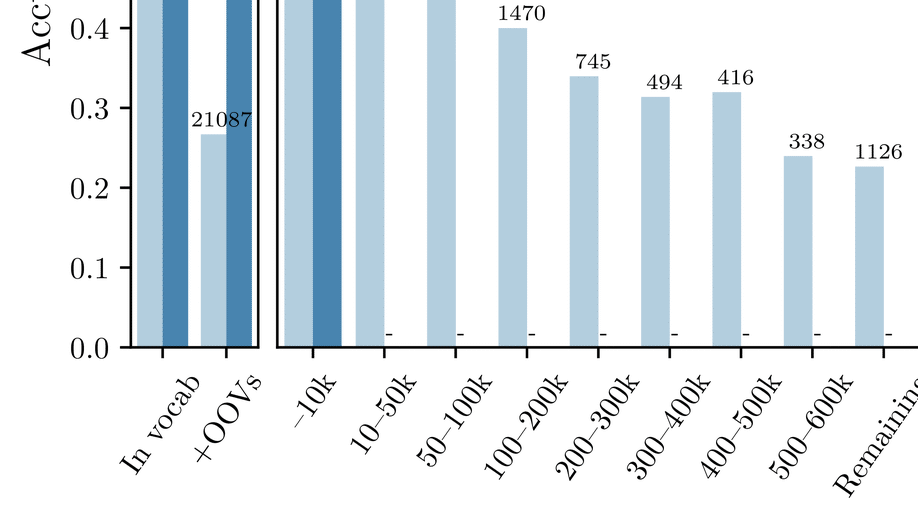 Acc
0.4
0.3
0.2
0.1
0.0
21087
1470
745
494
416
338
1126
-
-
-
-
-
-
-
-
In vocab
+OOVs
–10k
10–50k
50–100k
100–200k
200–300k
300–400k
400–500k
500–600k
Remaining